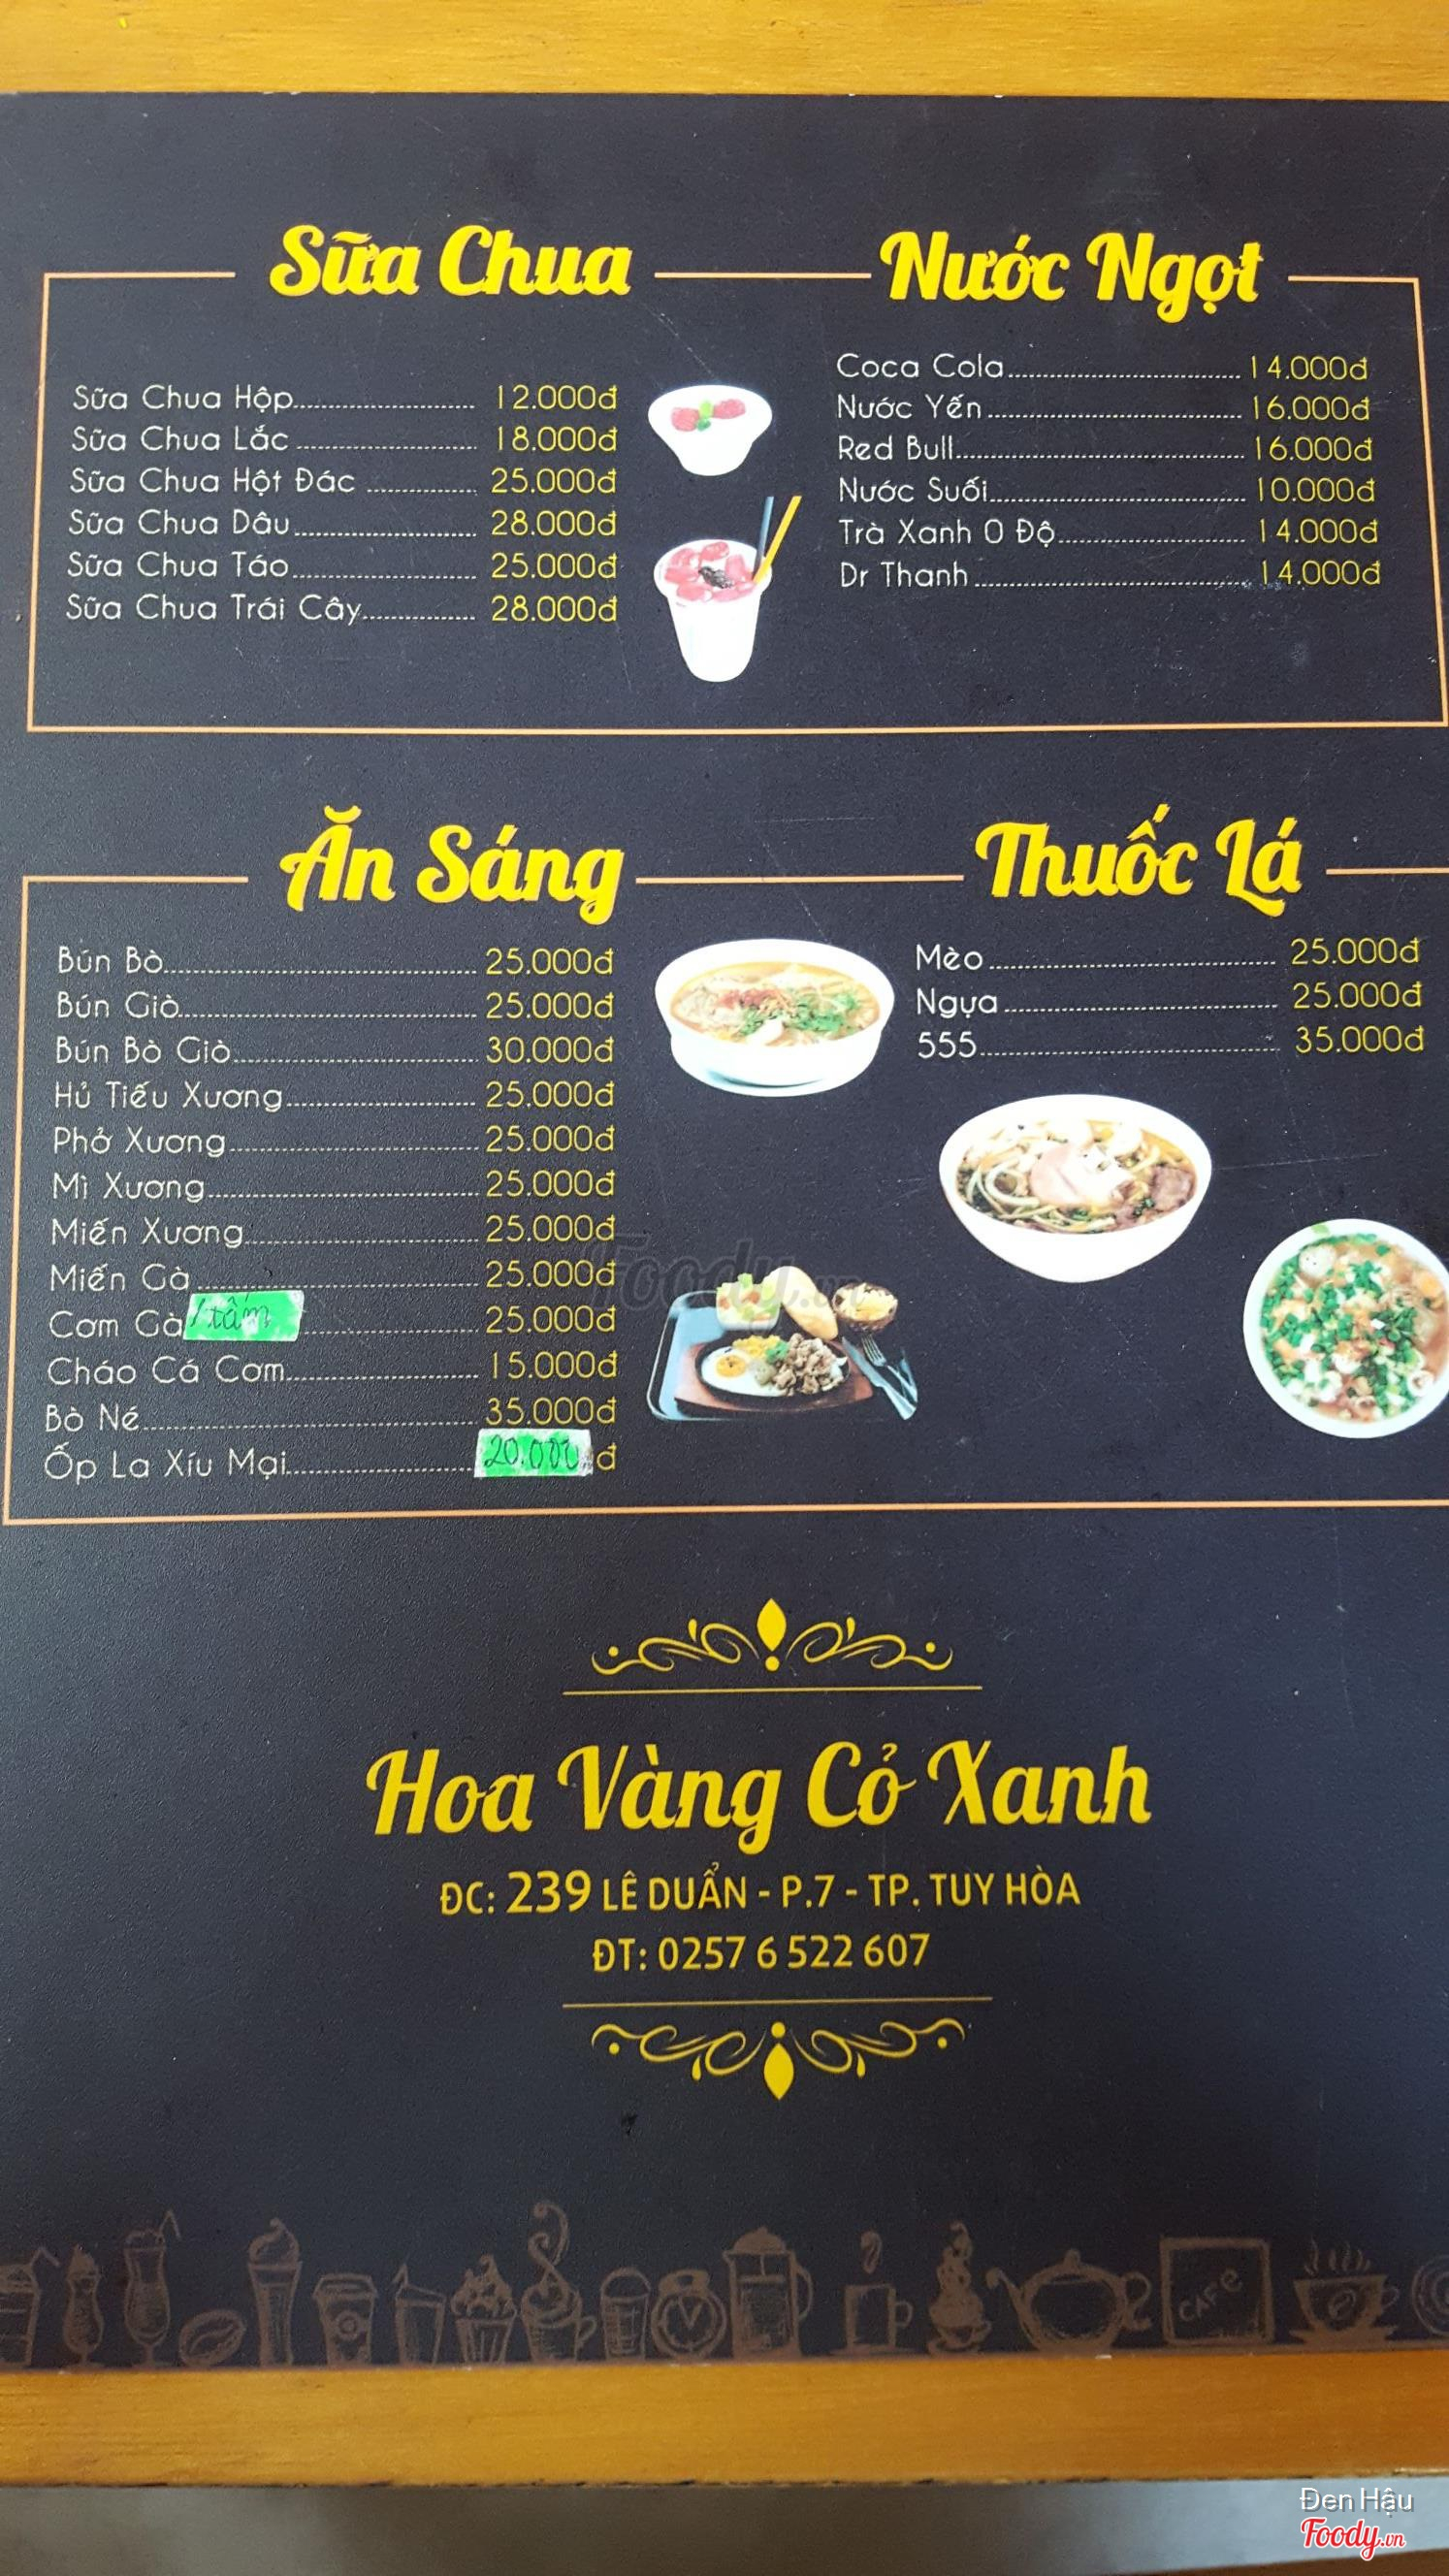 Sữa Chua
Sữa Chua Hộp 12.000đ
Sữa Chua Lắc 18.000đ
Sữa Chua Hột Đác 25.000đ
Sữa Chua Dâu 28.000đ
Sữa Chua Táo 25.000đ
Sữa Chua Trái Cây 28.000đ
Nước Ngọt
Coca Cola 14.000đ
Nước Yến 16.000đ
Red Bull 16.000đ
Nước Suối 10.000đ
Trà Xanh O Độ 14.000đ
Dr Thanh 14.000đ
Ăn Sáng
Bún Bò 25.000đ
Bún Giò 25.000đ
Bún Bò Giò 30.000đ
Hủ Tiếu Xương 25.000đ
Phở Xương 25.000đ
Mì Xương 25.000đ
Miến Xương 25.000đ
Miến Gà 25.000đ
Cơm Gà / tấm 25.000đ
Cháo Cá Cơm 15.000đ
Bò Né 35.000đ
Ốp La Xíu Mại 20.000đ
Thuốc Lá
Mèo 25.000đ
Ngựa 25.000đ
555 35.000đ
Foody.vn
Hoa Vàng Cỏ Xanh
ĐC: 239 LÊ DUẨN - P.7 - TP. TUY HÒA
ĐT: 0257 6 522 607
CAFe
Đen Hậu
Foody.vn